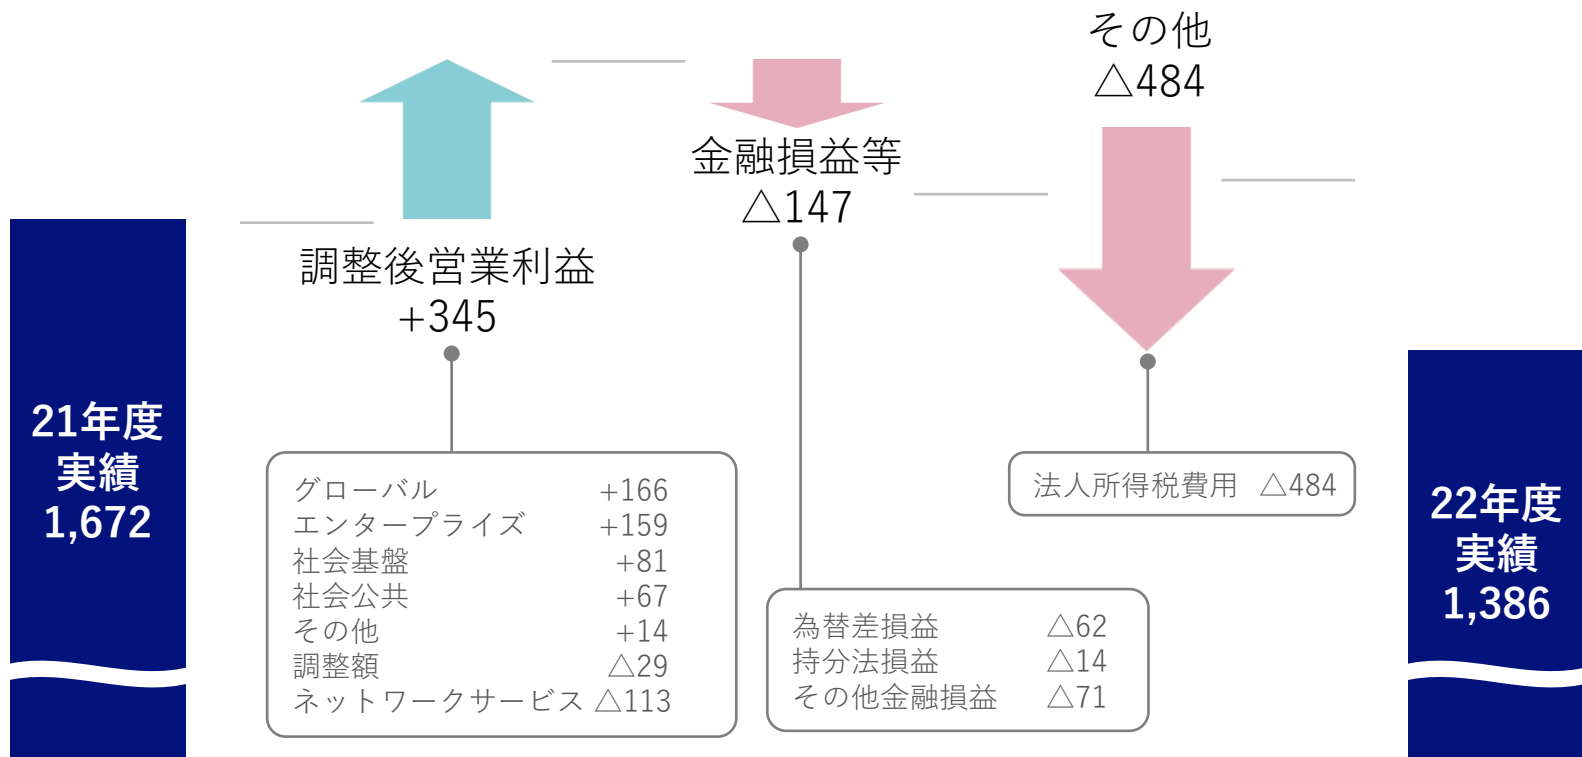 21年度
実績
1,672
調整後営業利益
+345
グローバル +166
エンタープライズ +159
社会基盤 +81
社会公共 +67
その他 +14
調整額 △29
ネットワークサービス △113
金融損益等
△147
為替差損益 △62
持分法損益 △14
その他金融損益 △71
その他
△484
法人所得税費用 △484
22年度
実績
1,386